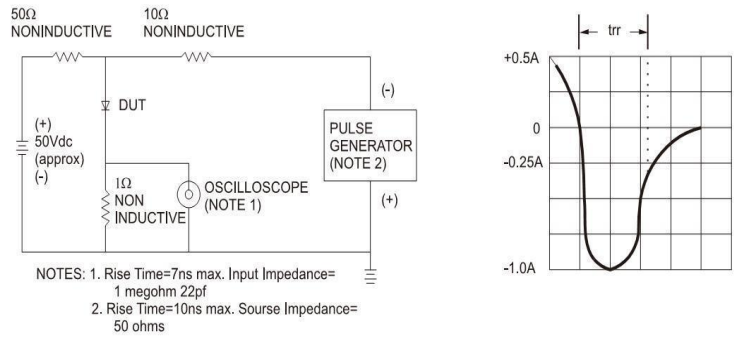 50Ω
NONINDUCTIVE
10Ω
NONINDUCTIVE
DUT
(+)
50Vdc
(approx)
(-)
1Ω
NON
INDUCTIVE
OSCILLOSCOPE
(NOTE 1)
(-)
PULSE
GENERATOR
(NOTE 2)
(+)
NOTES: 1. Rise Time=7ns max. Input Impedance=
1 megohm 22pf
2. Rise Time=10ns max. Sourse Impedance=
50 ohms
trr
+0.5A
0
-0.25A
-1.0A